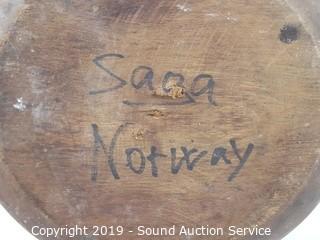 Saga
Norway
Copyright 2019 - Sound Auction Service